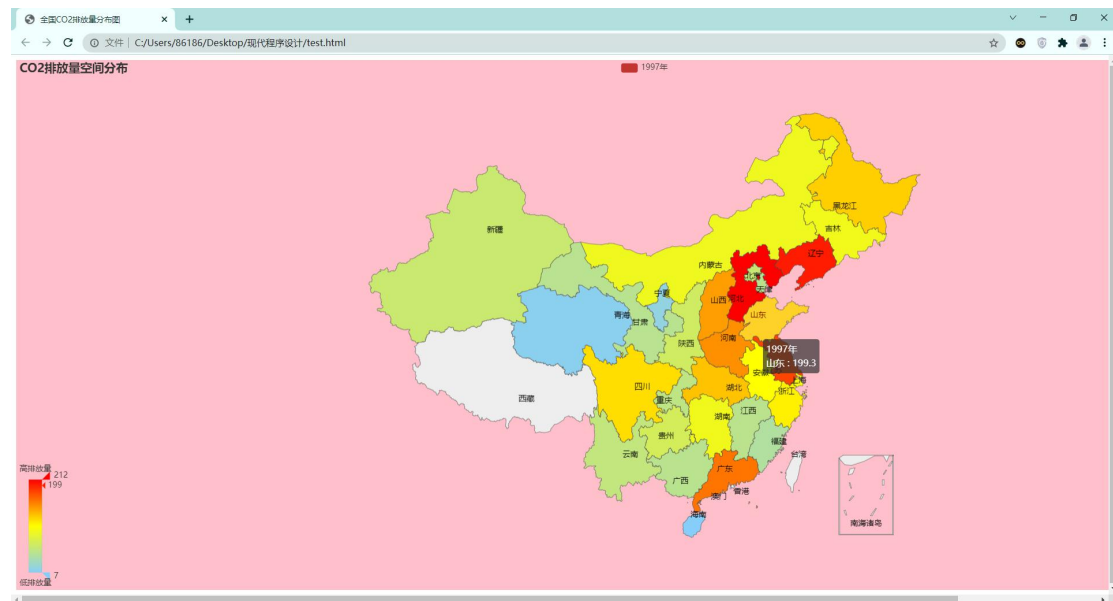 全国CO2排放量分布图
文件 | C:/Users/86186/Desktop/现代程序设计/test.html
CO2排放量空间分布
1997年
黑龙江
吉林
新疆
辽宁
内蒙古
北京
天津
宁夏
山西
河北
青海
甘肃
山东
河南
陕西
1997年
山东 : 199.3
安徽
上海
四川
湖北
浙江
西藏
重庆
江西
湖南
贵州
福建
云南
台湾
广东
广西
香港
澳门
海南
南海诸岛
高排放量
212
199
7
低排放量